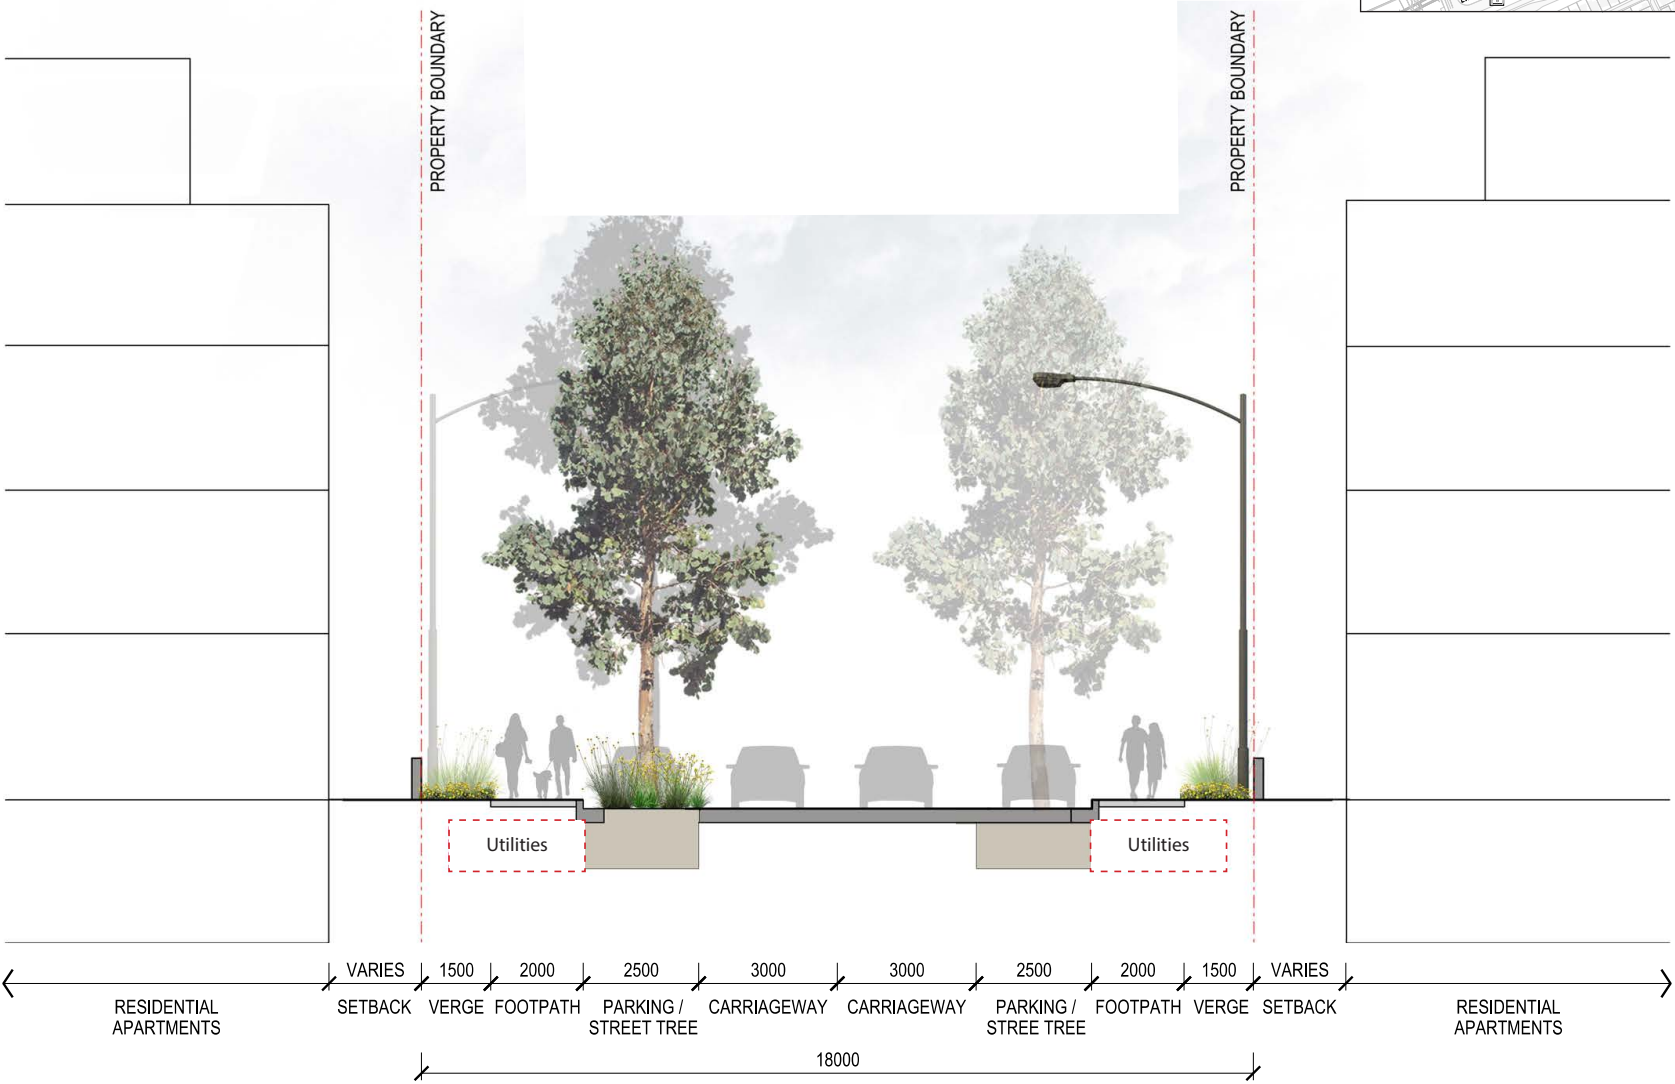 PROPERTY BOUNDARY
PROPERTY BOUNDARY
Utilities
Utilities
VARIES 1500 2000 2500 3000 3000 2500 2000 1500 VARIES
RESIDENTIAL
APARTMENTS
SETBACK VERGE FOOTPATH PARKING /
STREET TREE
CARRIAGEWAY CARRIAGEWAY PARKING /
STREE TREE
FOOTPATH VERGE SETBACK
RESIDENTIAL
APARTMENTS
18000